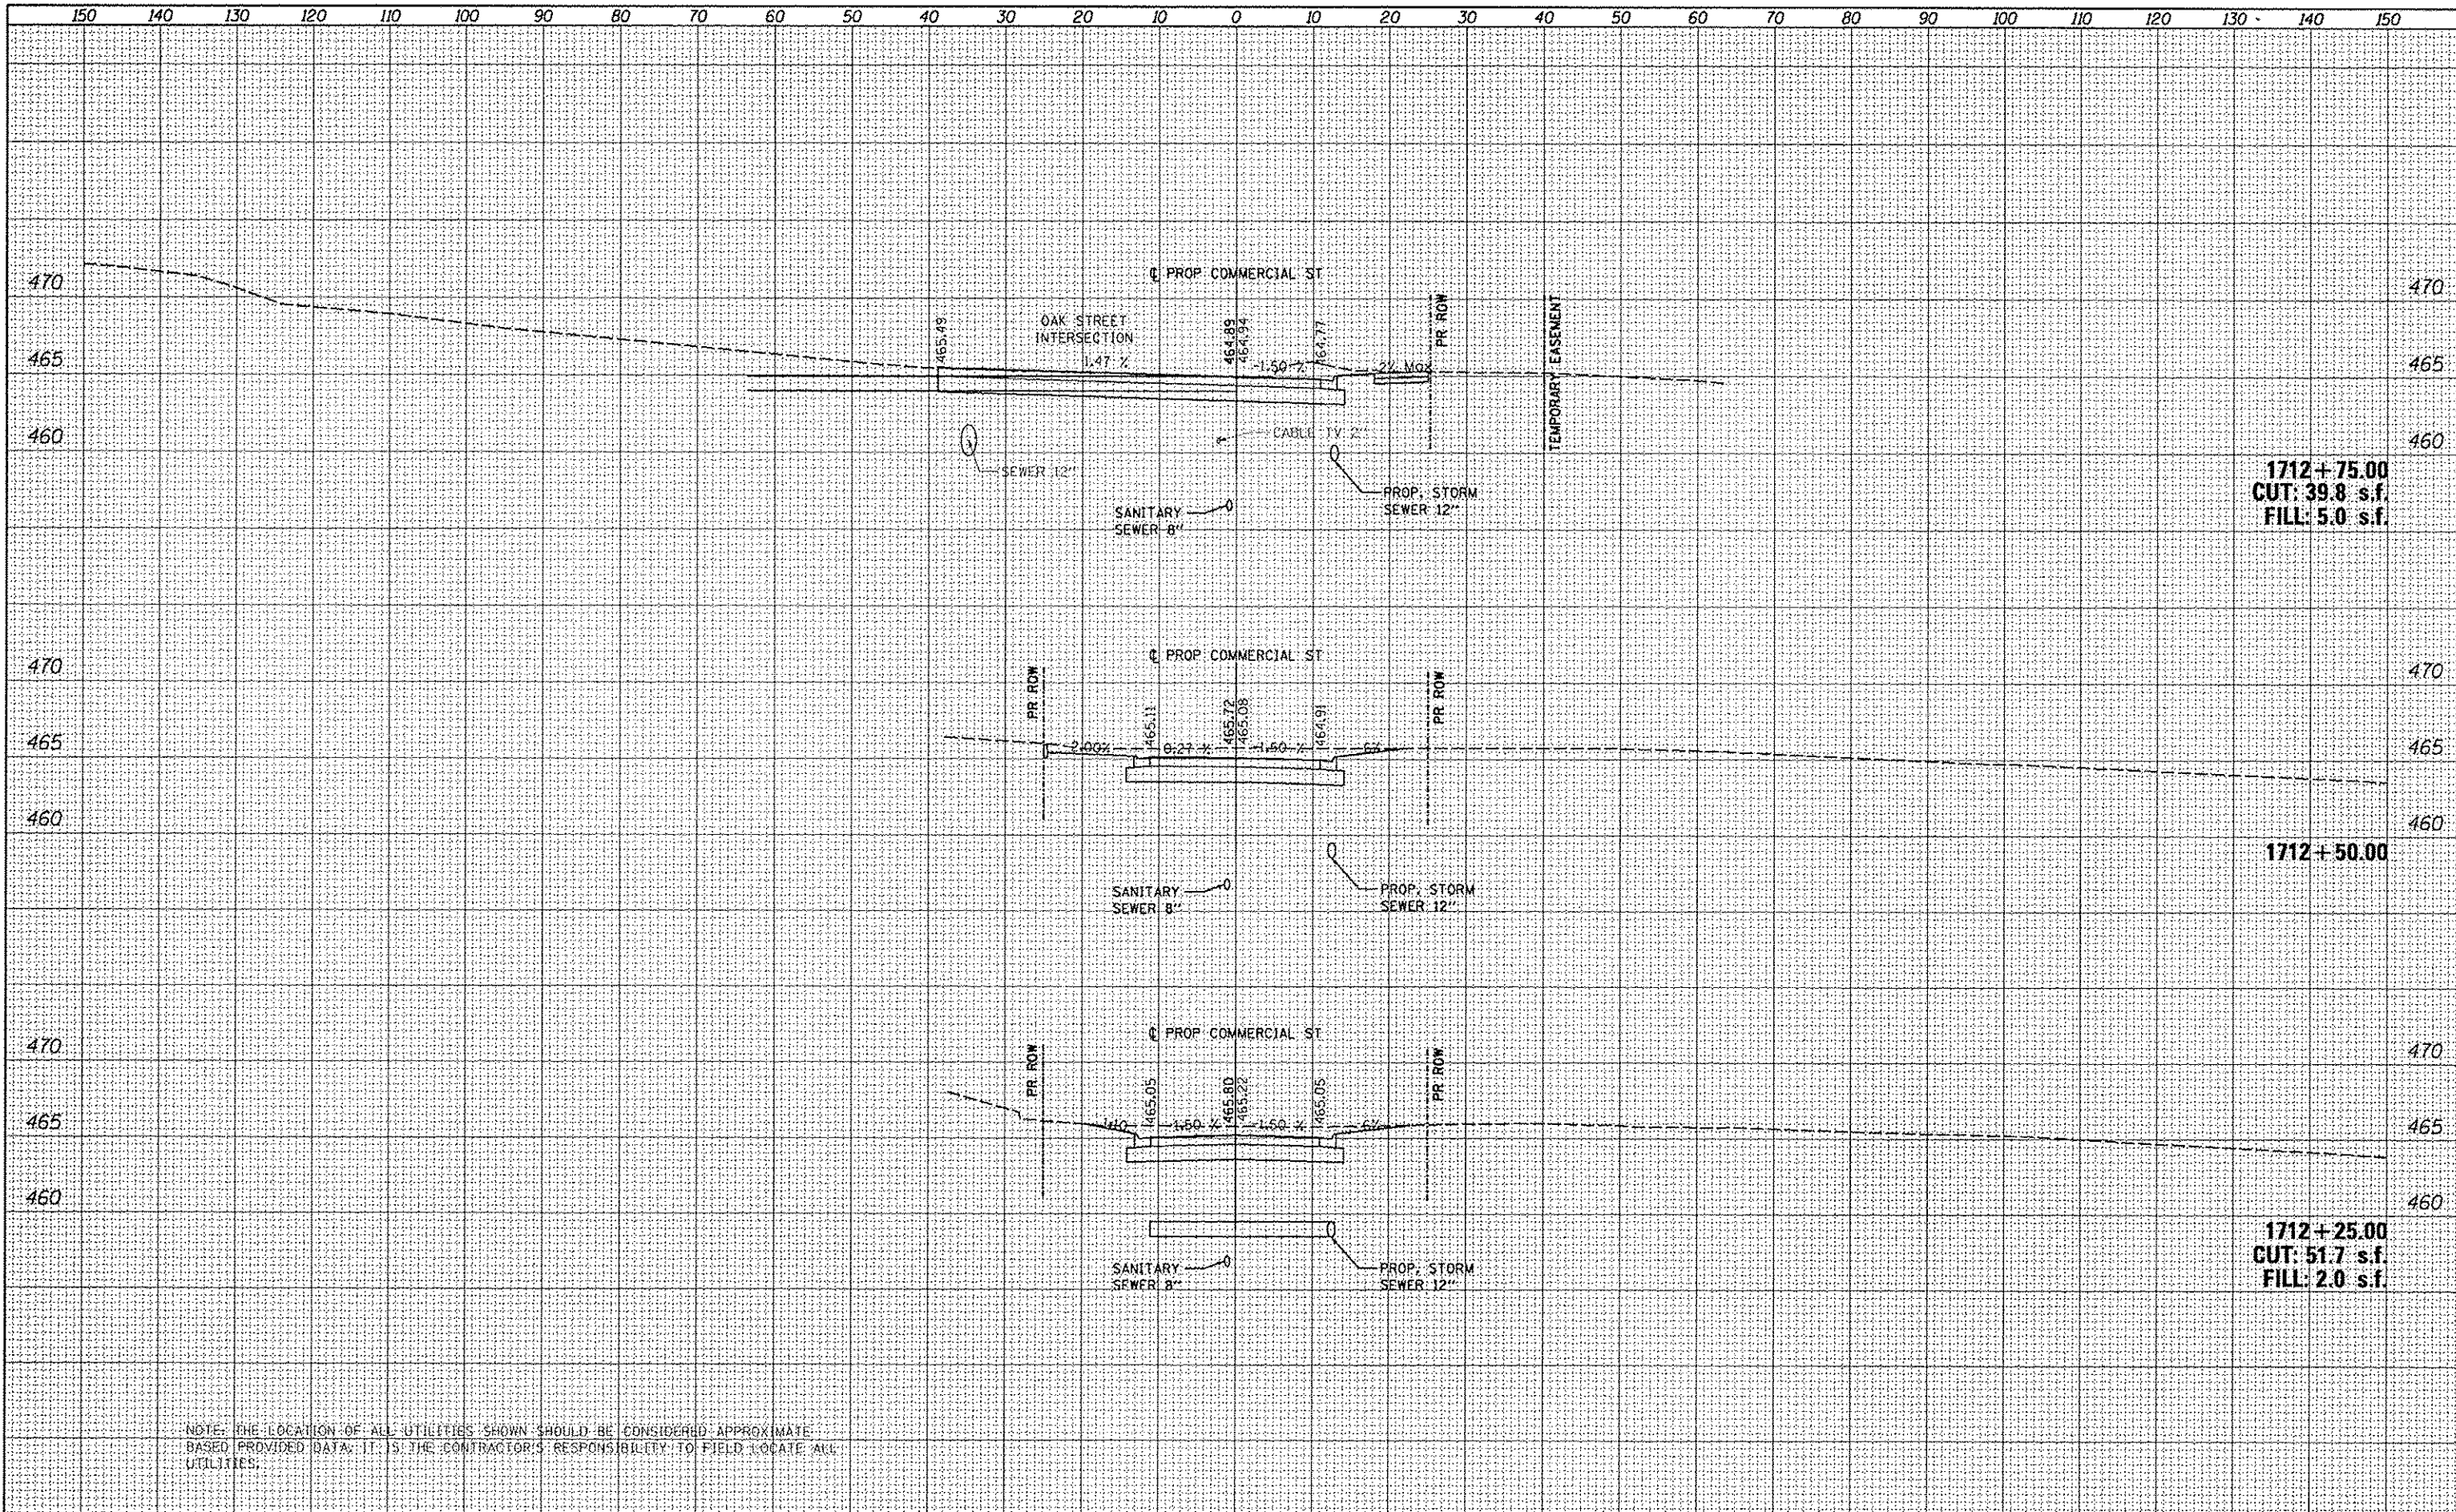 150 140 130 120 110 100 90 80 70 60 50 40 30 20 10 0 10 20 30 40 50 60 70 80 90 100 110 120 130 140 150
℄ PROP COMMERCIAL ST
470 470
465.49
OAK STREET
INTERSECTION
1.47 %
464.89
464.94
-1.50 %
464.77
2% Max
PR ROW
TEMPORARY EASEMENT
465 465
460 460
CABLE TV 2"
SEWER 12"
SANITARY
SEWER 8"
PROP. STORM
SEWER 12"
1712+75.00
CUT: 39.8 s.f.
FILL: 5.0 s.f.
℄ PROP COMMERCIAL ST
470 470
PR ROW
465.11
465.72
465.08
464.91
PR ROW
465 465
2.00% 0.27 % -1.50 % 6%
460 460
1712+50.00
SANITARY
SEWER 8"
PROP. STORM
SEWER 12"
℄ PROP COMMERCIAL ST
470 470
PR ROW
465.05
465.80
465.22
465.05
PR ROW
465 465
-1.50 % -1.50 % 6%
460 460
1712+25.00
CUT: 51.7 s.f.
FILL: 2.0 s.f.
SANITARY
SEWER 8"
PROP. STORM
SEWER 12"
NOTE: THE LOCATION OF ALL UTILITIES SHOWN SHOULD BE CONSIDERED APPROXIMATE
BASED PROVIDED DATA. IT IS THE CONTRACTOR'S RESPONSIBILITY TO FIELD LOCATE ALL
UTILITIES.